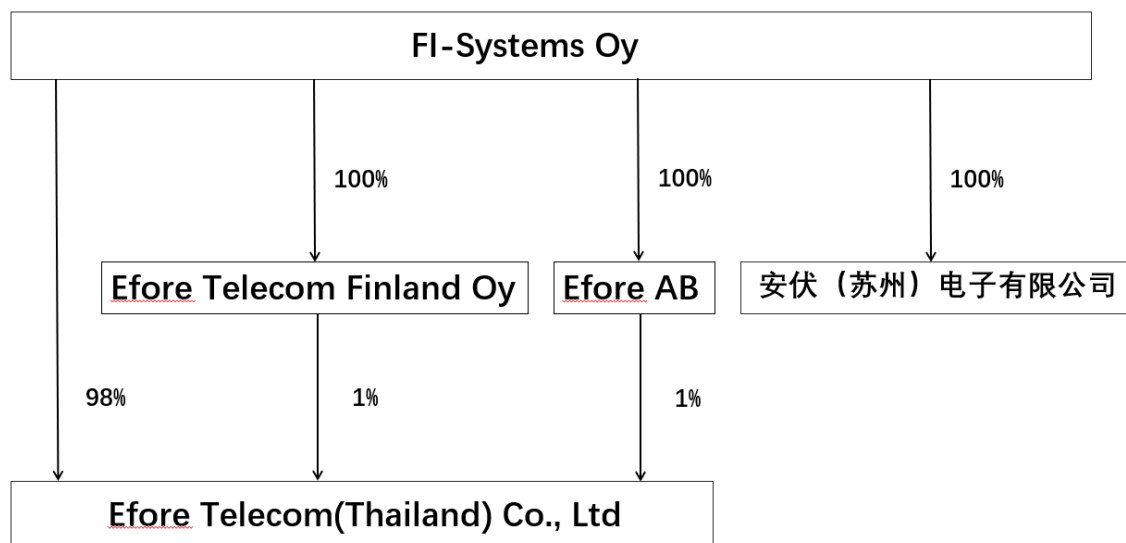 FI-Systems Oy
100%
100%
100%
Efore Telecom Finland Oy
Efore AB
安伏（苏州）电子有限公司
98%
1%
1%
Efore Telecom(Thailand) Co., Ltd